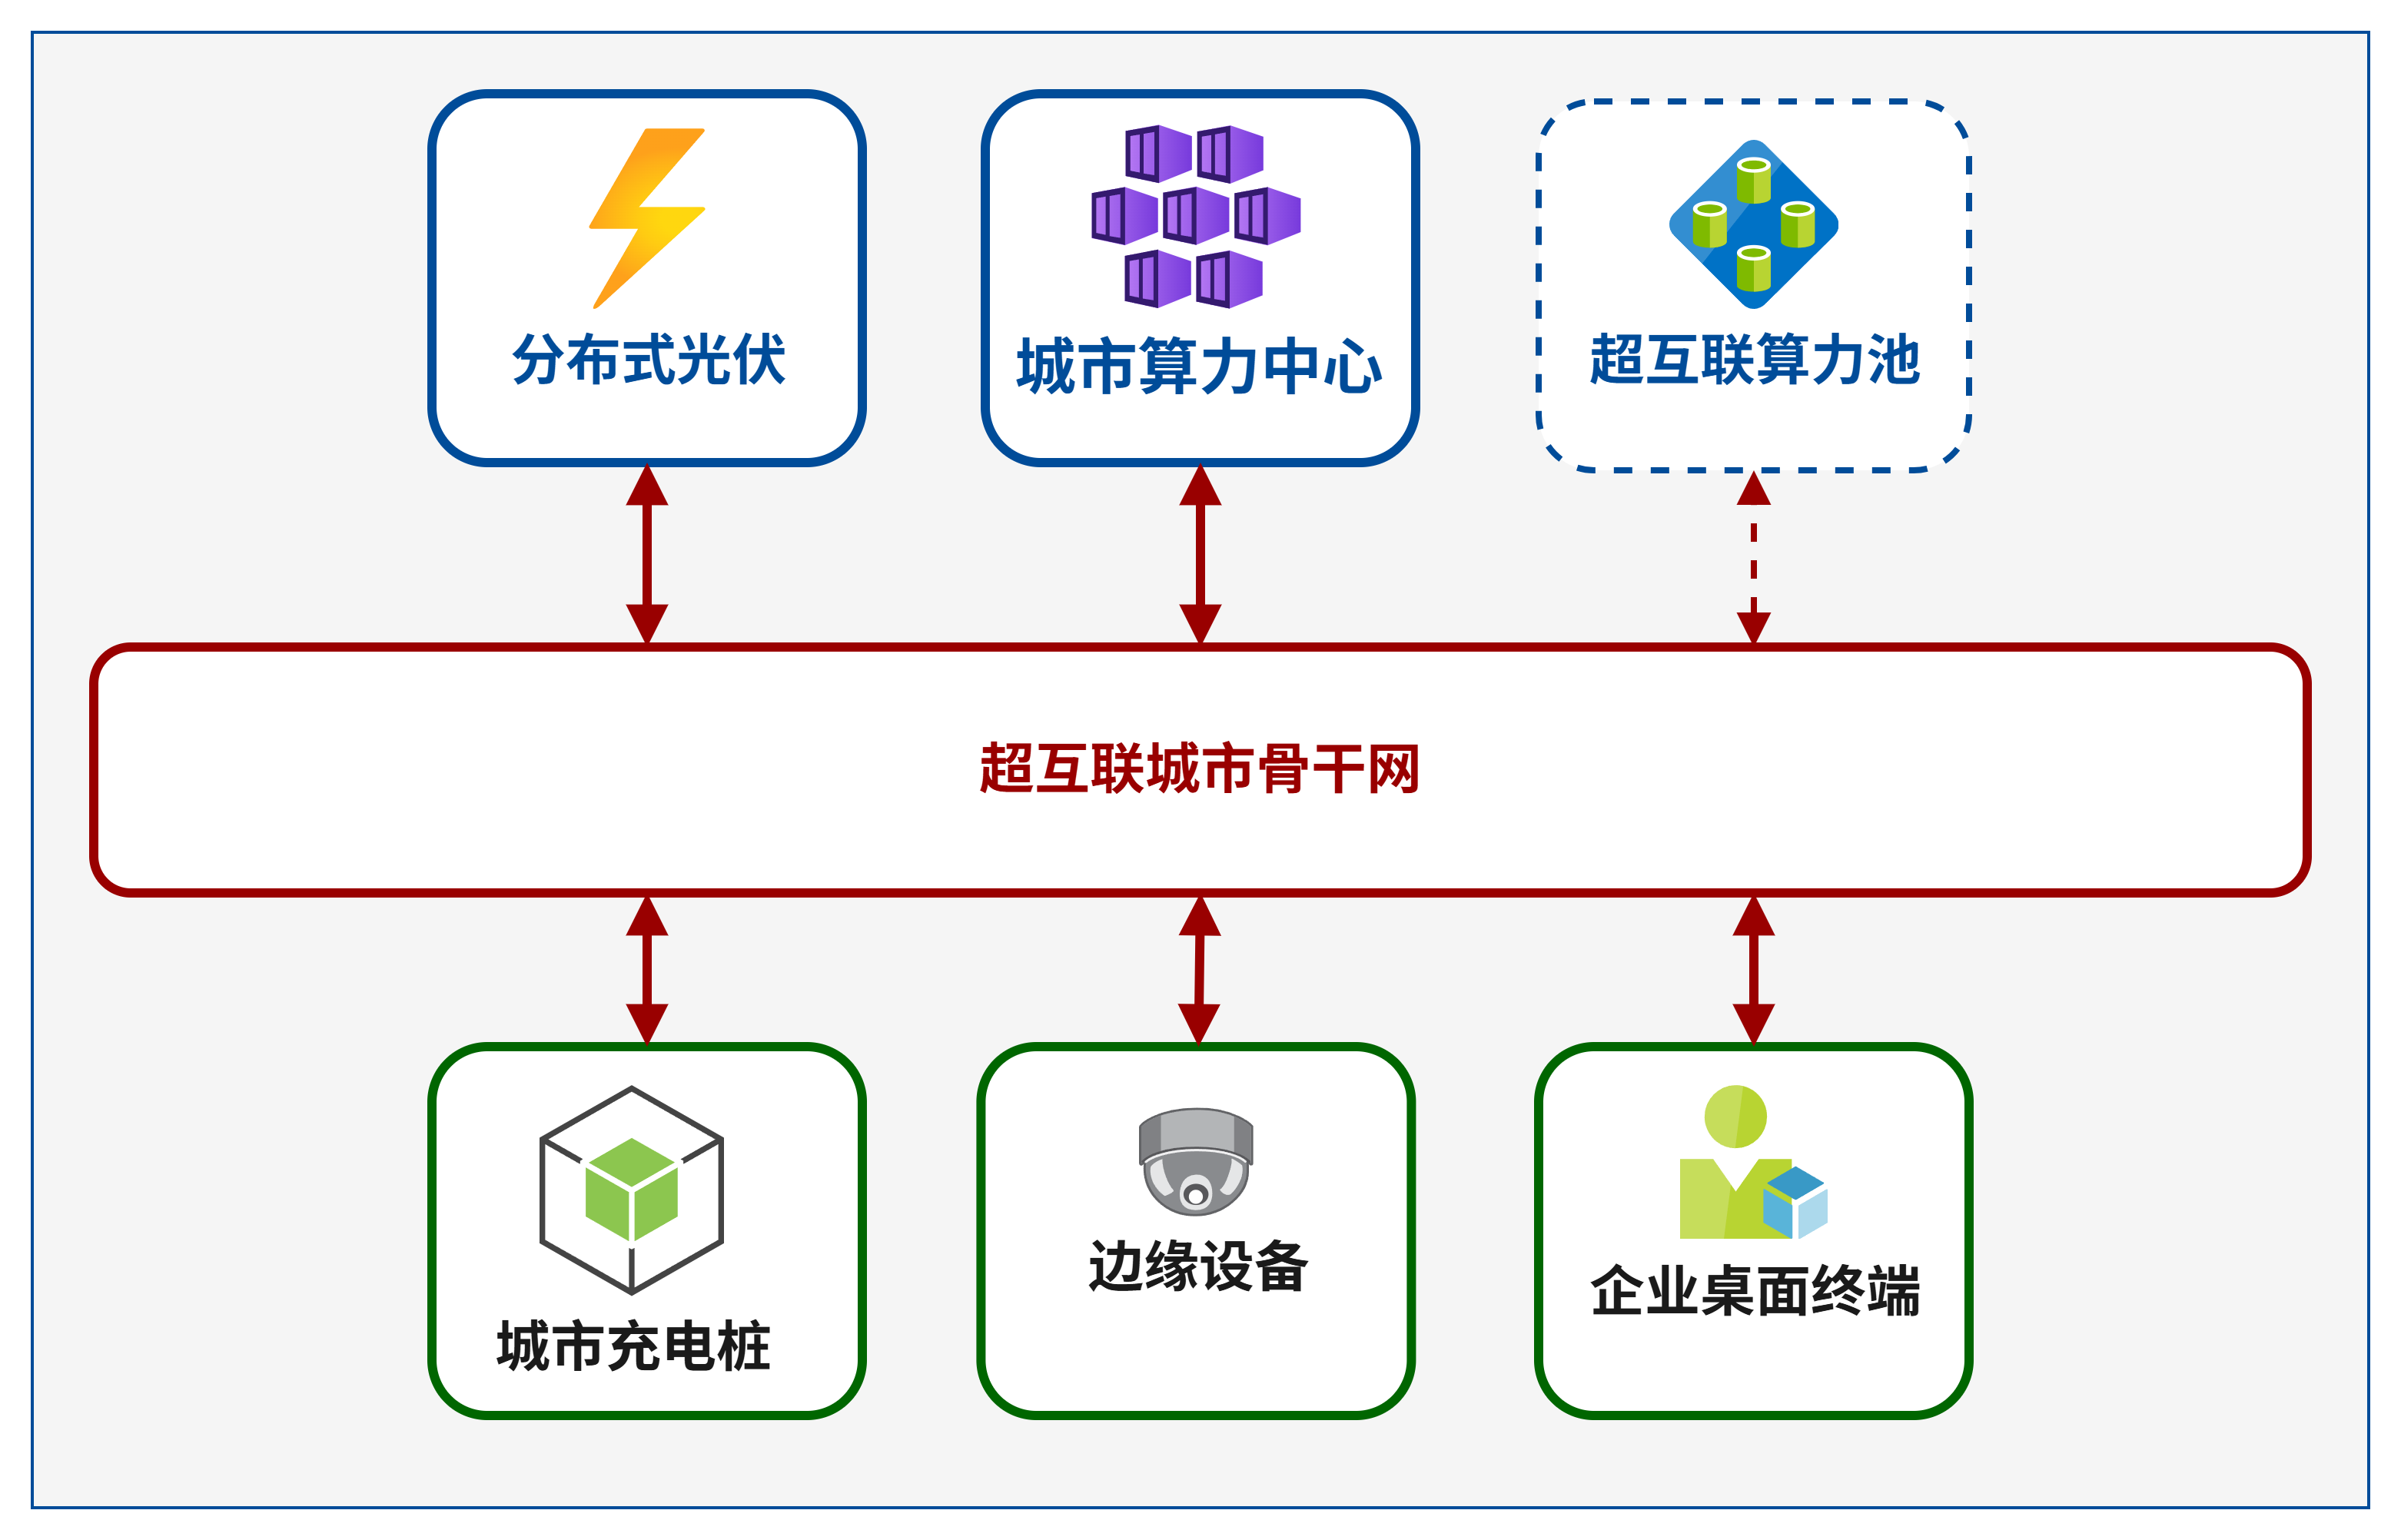 分布式光伏
城市算力中心
超互联算力池
超互联城市骨干网
城市充电桩
边缘设备
企业桌面终端